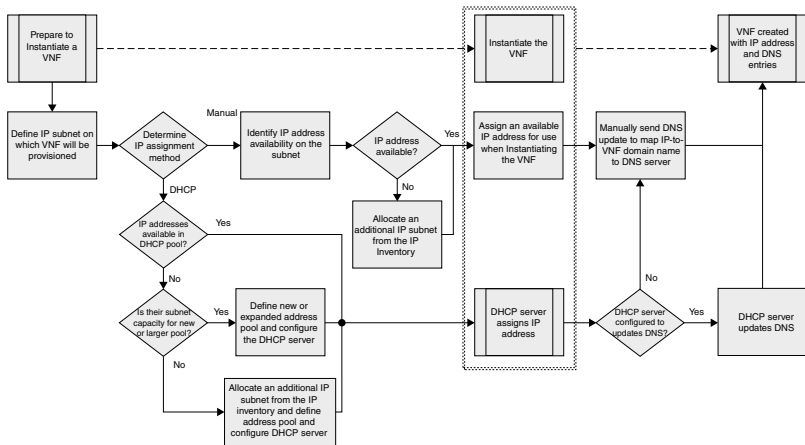 Prepare to
Instantiate a
VNF
Instantiate the
VNF
VNF created
with IP address
and DNS
entries
Define IP subnet on
which VNF will be
provisioned
Determine
IP assignment
method
Manual
Identify IP address
availability on the
subnet
IP address
available?
Yes
Assign an available
IP address for use
when Instantiating
the VNF
Manually send DNS
update to map IP-to-
VNF domain name
to DNS server
DHCP
No
IP addresses
available in
DHCP pool?
Yes
Allocate an
additional IP subnet
from the IP
Inventory
No
No
Is their subnet
capacity for new
or larger pool?
Yes
Define new or
expanded address
pool and configure
the DHCP server
DHCP server
assigns IP
address
DHCP server
configured to
updates DNS?
Yes
DHCP server
updates DNS
No
Allocate an additional IP
subnet from the IP
inventory and define
address pool and
configure DHCP server